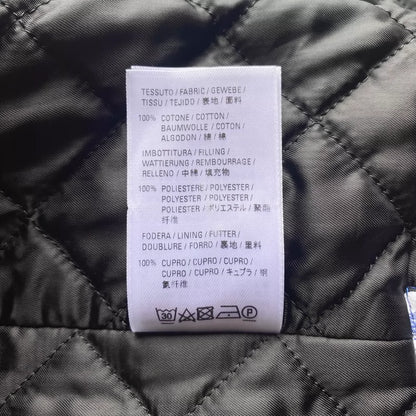 TESSUTO / FABRIC / GEWEBE /
TISSU / TEJIDO / 表地 / 面料
100% COTONE / COTTON /
BAUMWOLLE / COTON /
ALGODON / 綿 / 棉
IMBOTTITURA / FILLING /
WATTIERUNG / REMBOURRAGE /
RELLENO / 中綿 / 填充物
100% POLIESTERE / POLYESTER /
POLYESTER / POLYESTER /
POLIESTER / ポリエステル / 聚酯
纤维
FODERA / LINING / FUTTER /
DOUBLURE / FORRO / 裏地 / 里料
100% CUPRO / CUPRO / CUPRO /
CUPRO / CUPRO / キュプラ / 铜
氨纤维
30 P